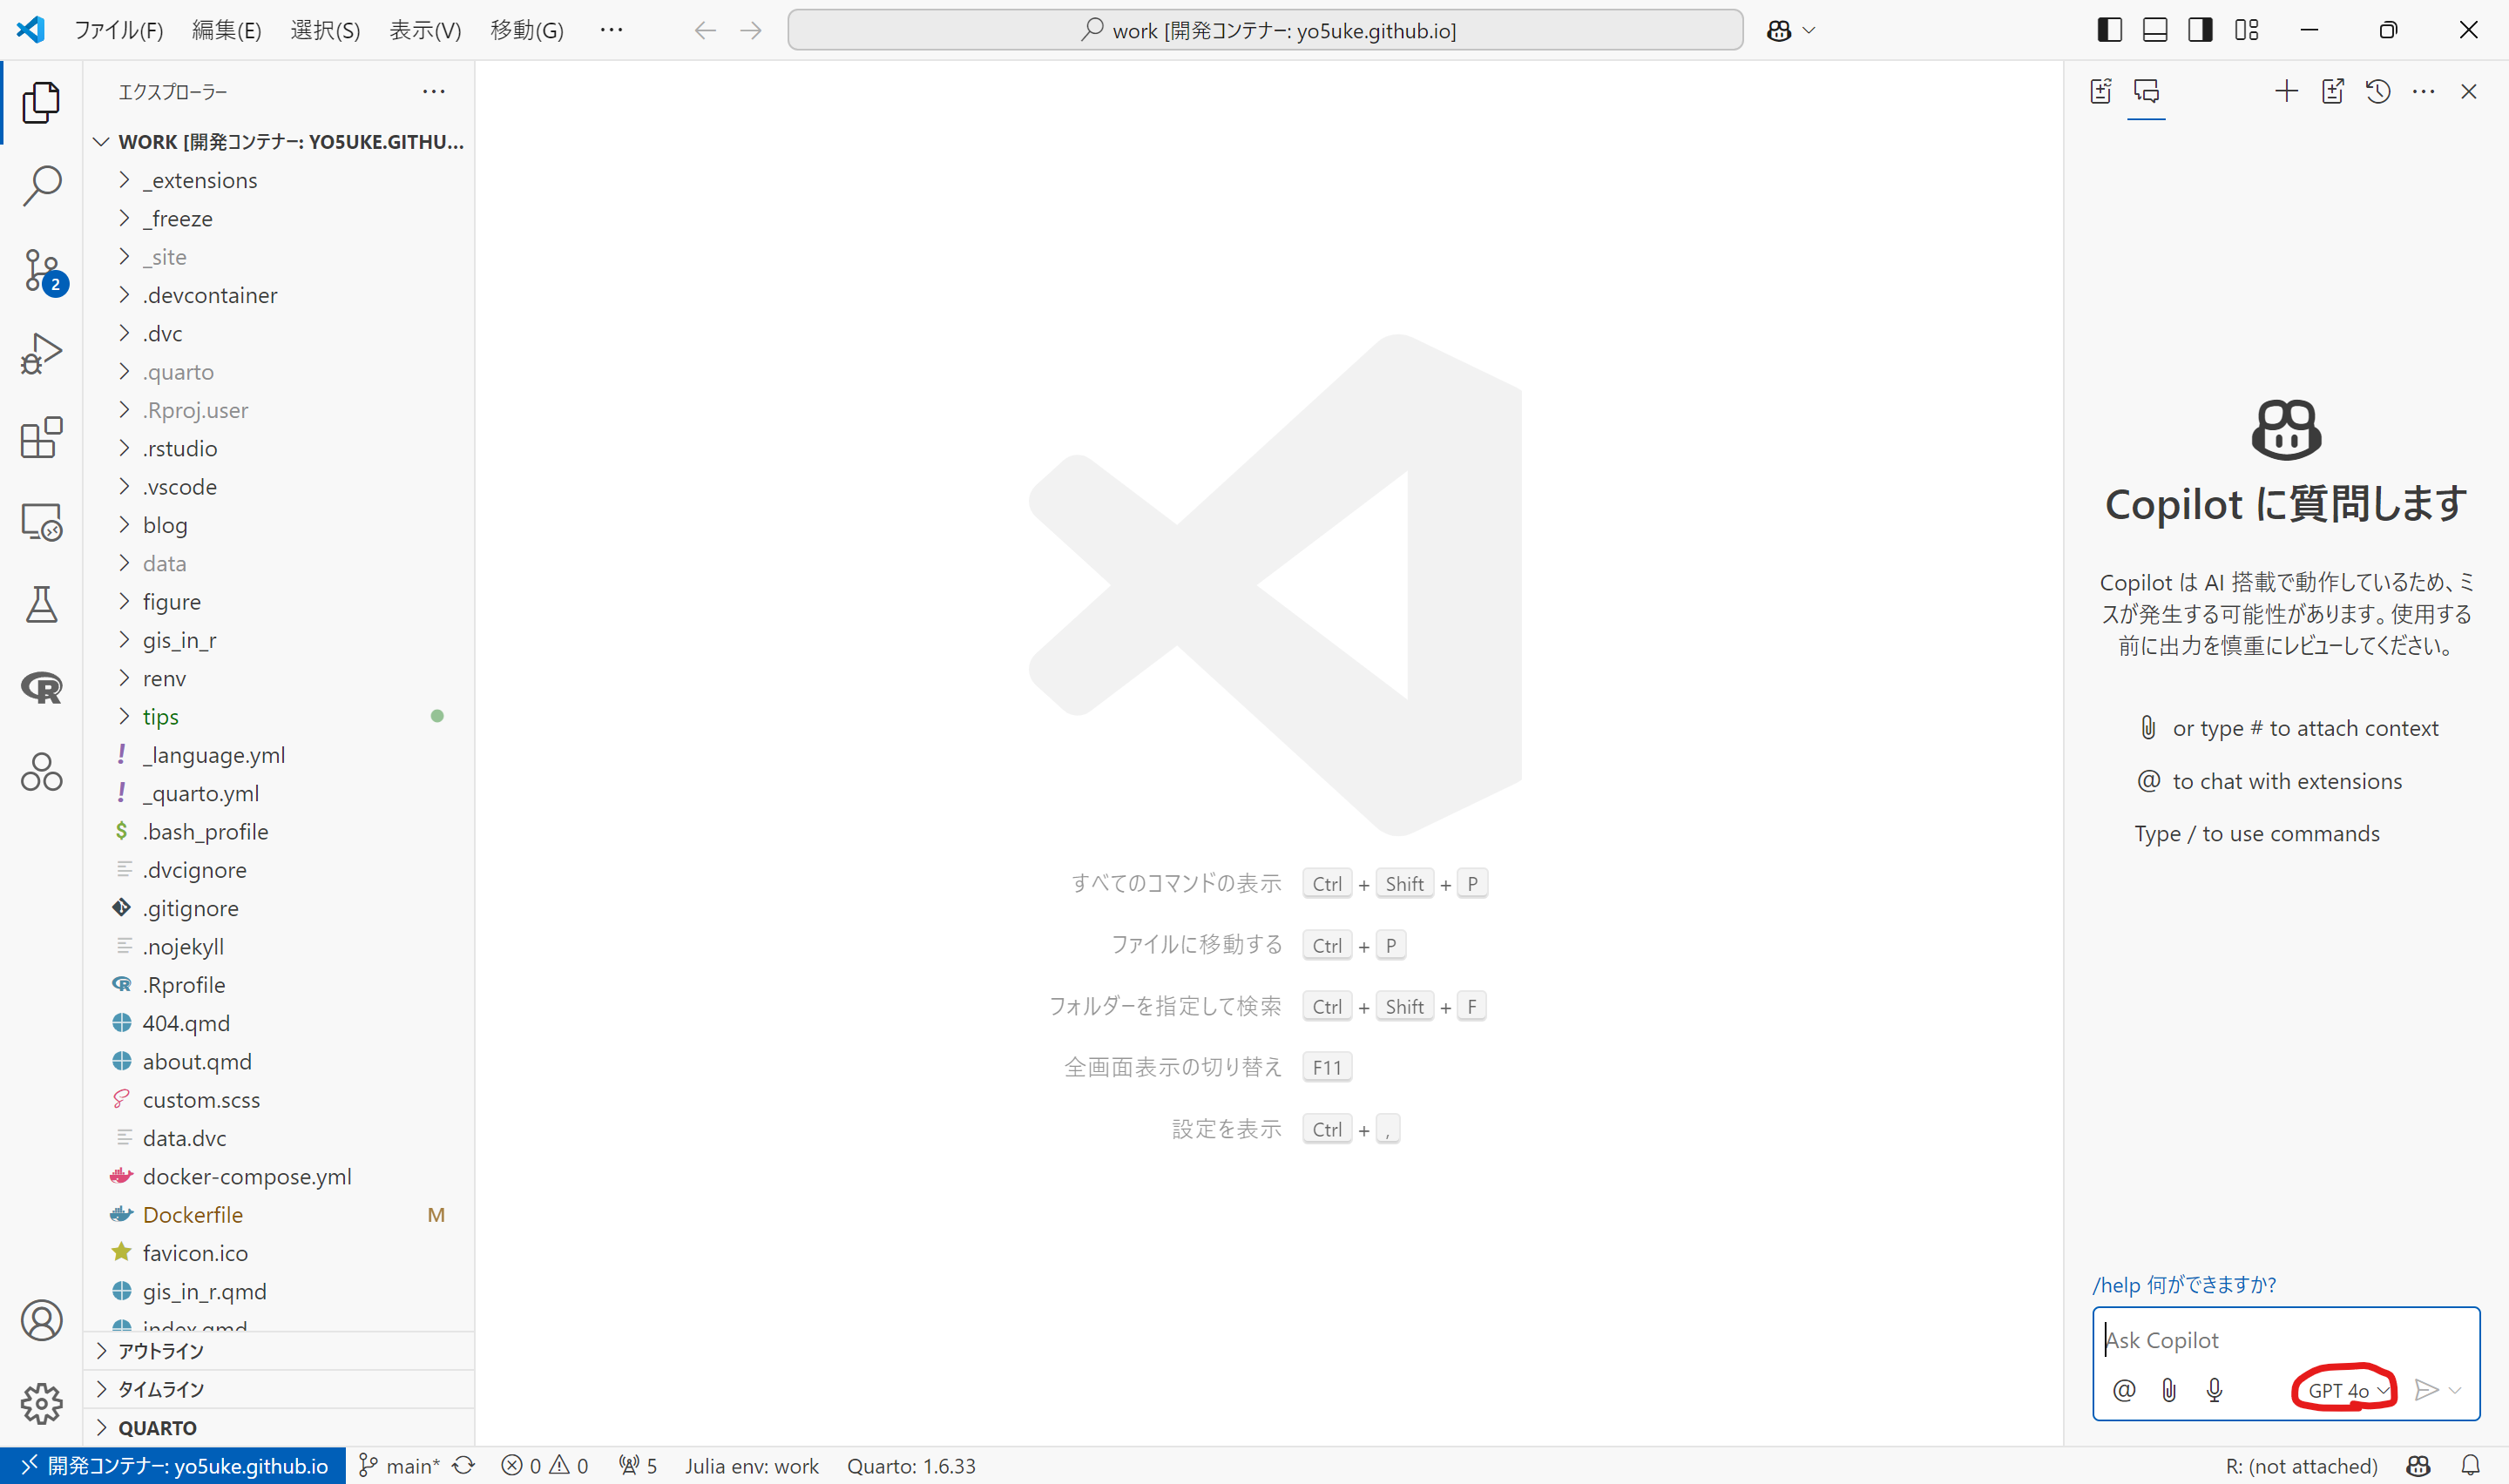 ファイル(F) 編集(E) 選択(S) 表示(V) 移動(G) ···
work [開発コンテナー: yo5uke.github.io]
エクスプローラー
WORK [開発コンテナー: YO5UKE.GITHU...
_extensions
_freeze
_site
.devcontainer
.dvc
.quarto
.Rproj.user
.rstudio
.vscode
blog
data
figure
gis_in_r
renv
tips
_language.yml
_quarto.yml
.bash_profile
.dvcignore
.gitignore
.nojekyll
.Rprofile
404.qmd
about.qmd
custom.scss
data.dvc
docker-compose.yml
Dockerfile M
favicon.ico
gis_in_r.qmd
index.qmd
アウトライン
タイムライン
QUARTO
2
すべてのコマンドの表示 Ctrl + Shift + P
ファイルに移動する Ctrl + P
フォルダーを指定して検索 Ctrl + Shift + F
全画面表示の切り替え F11
設定を表示 Ctrl + ,
Copilot に質問します
Copilot は AI 搭載で動作しているため、ミ
スが発生する可能性があります。使用する
前に出力を慎重にレビューしてください。
or type # to attach context
@ to chat with extensions
Type / to use commands
/help 何ができますか?
Ask Copilot
@ GPT 4o
開発コンテナー: yo5uke.github.io main* 0 0 5 Julia env: work Quarto: 1.6.33 R: (not attached)